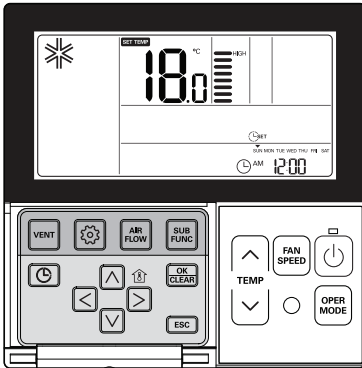 SET TEMP
18.0 °C
HIGH
SET
SUN MON TUE WED THU FRI SAT
AM 12:00
VENT
AIR FLOW
SUB FUNC
OK CLEAR
ESC
TEMP
FAN SPEED
OPER MODE